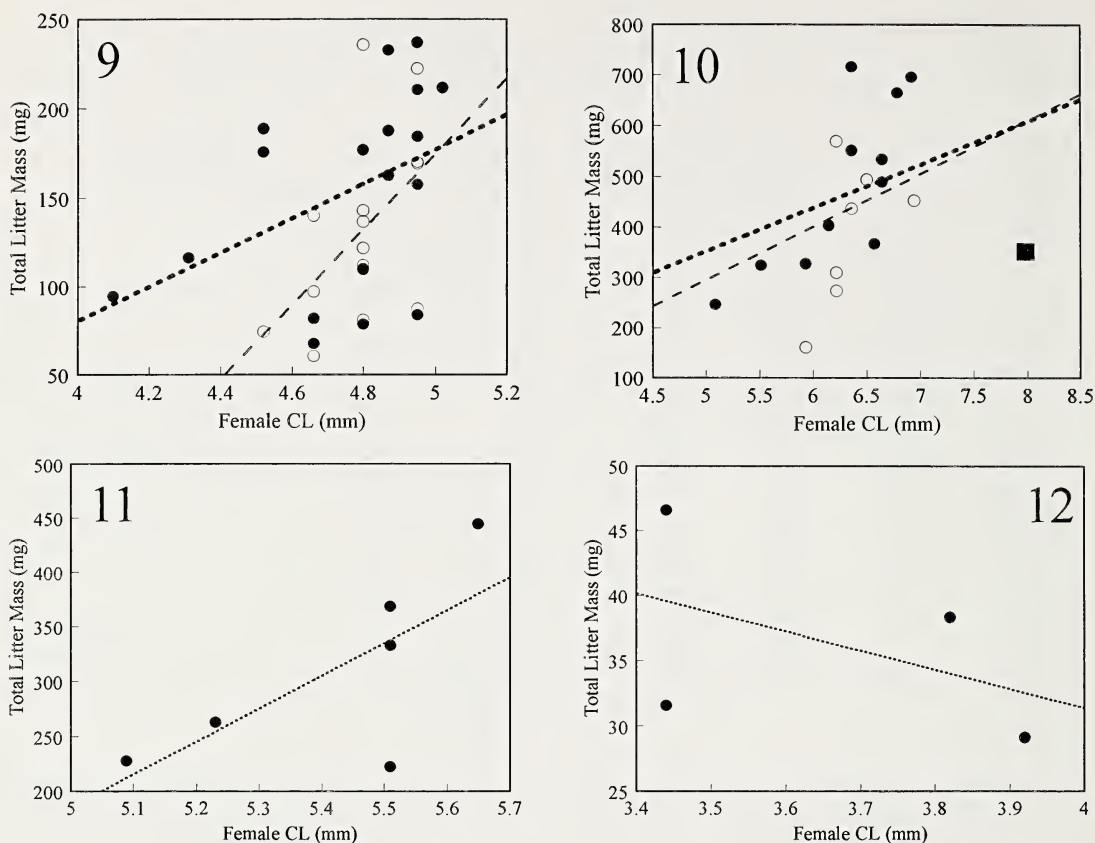 9
Total Litter Mass (mg)
250
200
150
100
50
4 4.2 4.4 4.6 4.8 5 5.2
Female CL (mm)
10
Total Litter Mass (mg)
800
700
600
500
400
300
200
100
4.5 5 5.5 6 6.5 7 7.5 8 8.5
Female CL (mm)
11
Total Litter Mass (mg)
500
450
400
350
300
250
200
5 5.1 5.2 5.3 5.4 5.5 5.6 5.7
Female CL (mm)
12
Total Litter Mass (mg)
50
45
40
35
30
25
3.4 3.5 3.6 3.7 3.8 3.9 4
Female CL (mm)